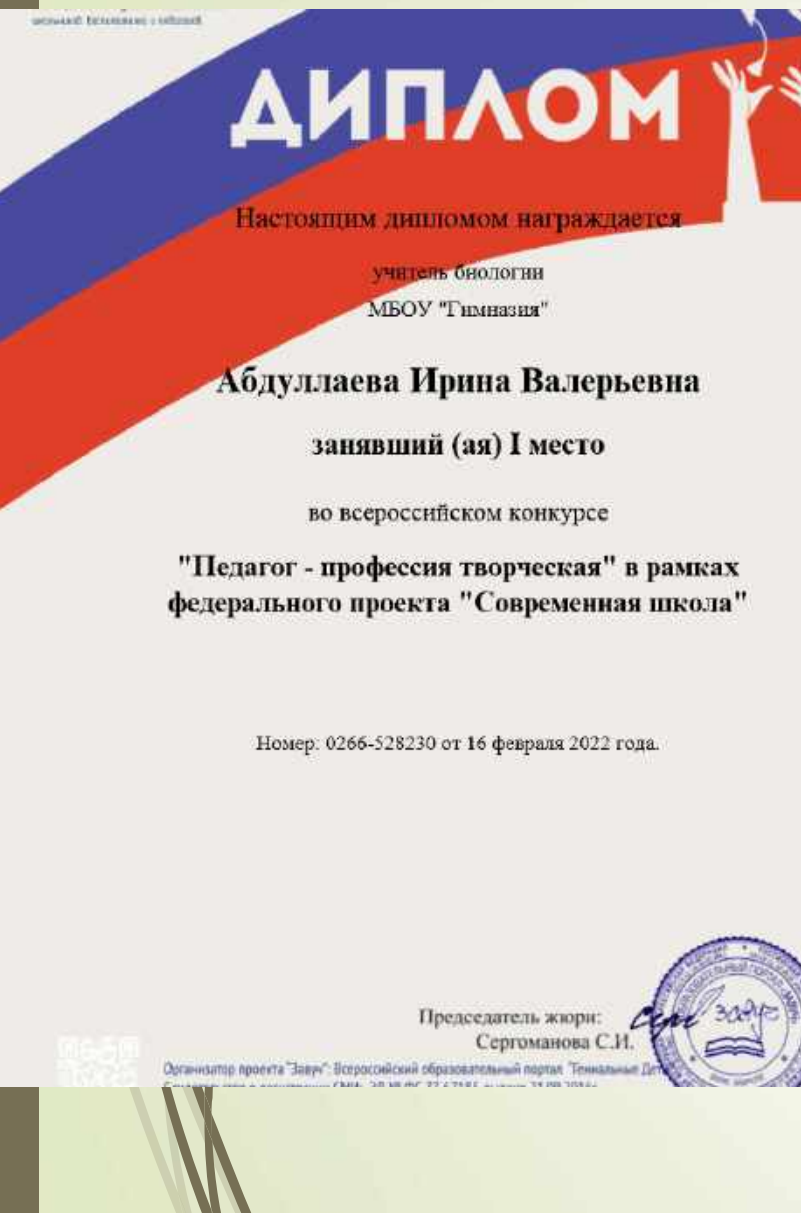 ДИПЛОМ
Настоящим дипломом награждается
учитель биологии
МБОУ "Гимназия"
Абдуллаева Ирина Валерьевна
занявший (ая) I место
во всероссийском конкурсе
"Педагог - профессия творческая" в рамках
федерального проекта "Современная школа"
Номер: 0266-528230 от 16 февраля 2022 года.
Председатель жюри:
Сергоманова С.И.
завуч
Организатор проекта "Завуч": Всероссийский образовательный портал "Гениальные